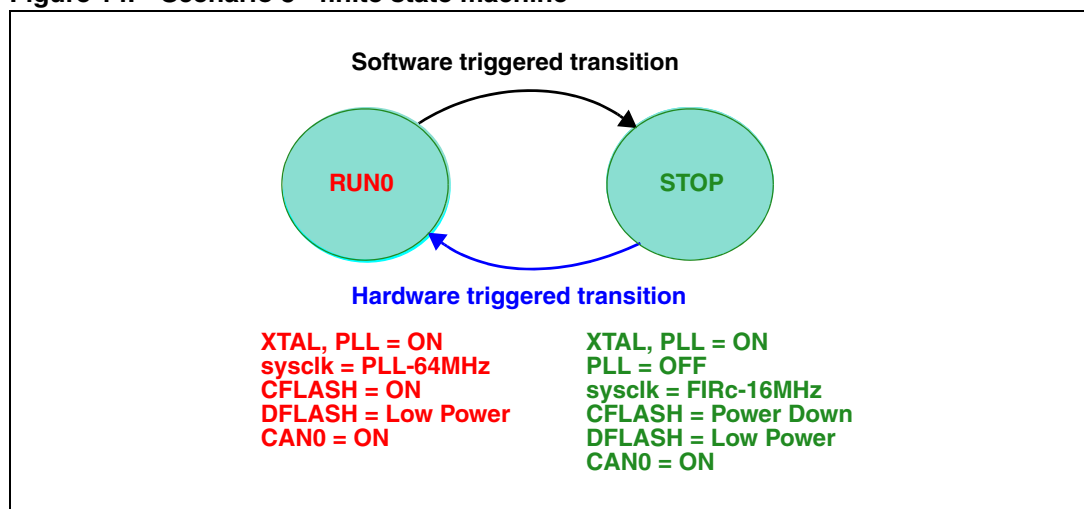 Software triggered transition
RUN0
STOP
Hardware triggered transition
XTAL, PLL = ON
sysclk = PLL-64MHz
CFLASH = ON
DFLASH = Low Power
CAN0 = ON
XTAL, PLL = ON
PLL = OFF
sysclk = FIRc-16MHz
CFLASH = Power Down
DFLASH = Low Power
CAN0 = ON